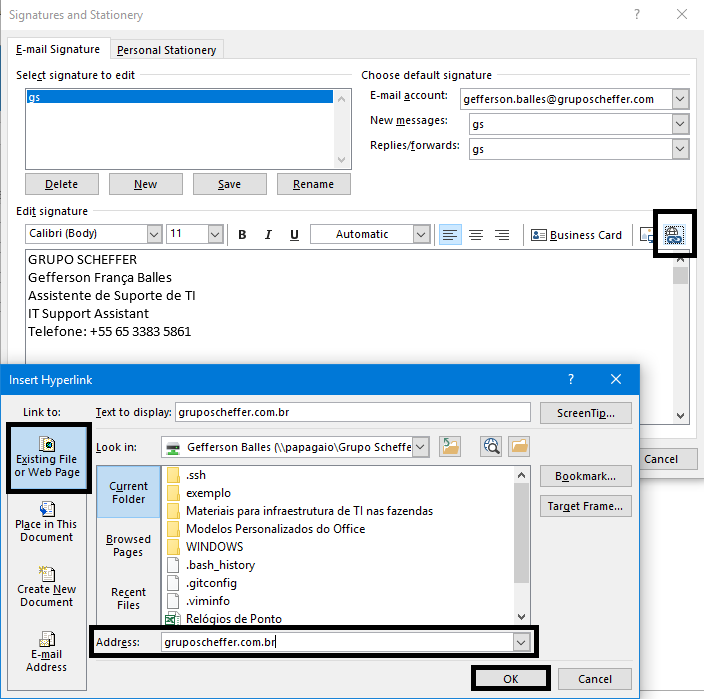 Signatures and Stationery
E-mail Signature
Personal Stationery
Select signature to edit
Choose default signature
gs
E-mail account:
gefferson.balles@gruposcheffer.com
New messages:
gs
Replies/forwards:
gs
Delete
New
Save
Rename
Edit signature
Calibri (Body)
11
B
I
U
Automatic
Business Card
GRUPO SCHEFFER
Gefferson França Balles
Assistente de Suporte de TI
IT Support Assistant
Telefone: +55 65 3383 5861
Cancel
Insert Hyperlink
Link to:
Text to display:
gruposcheffer.com.br
ScreenTip...
Existing File
or Web Page
Look in:
Gefferson Balles (\\papagaio\Grupo Scheffe
Bookmark...
Target Frame...
Place in This
Document
Create New
Document
E-mail
Address
Current
Folder
Browsed
Pages
Recent
Files
.ssh
exemplo
Materiais para infraestrutura de TI nas fazendas
Modelos Personalizados do Office
WINDOWS
.bash_history
.gitconfig
.viminfo
Relógios de Ponto
Address:
gruposcheffer.com.br
OK
Cancel